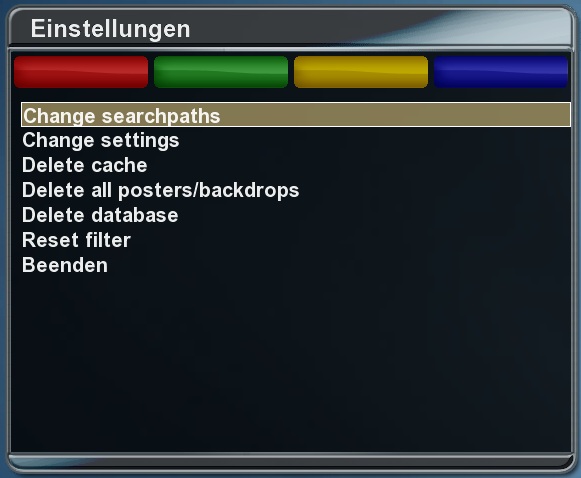 Einstellungen
Change searchpaths
Change settings
Delete cache
Delete all posters/backdrops
Delete database
Reset filter
Beenden